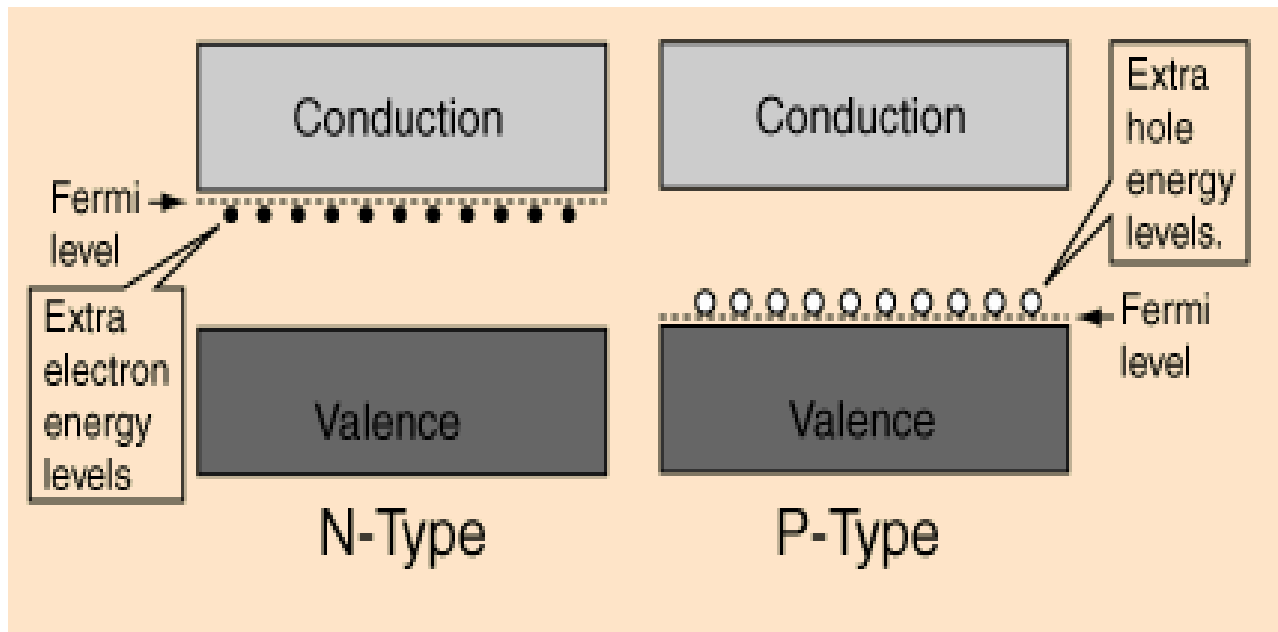 Conduction
Conduction
Extra
hole
energy
levels.
Fermi
level
Extra
electron
energy
levels
Fermi
level
Valence
Valence
N-Type
P-Type